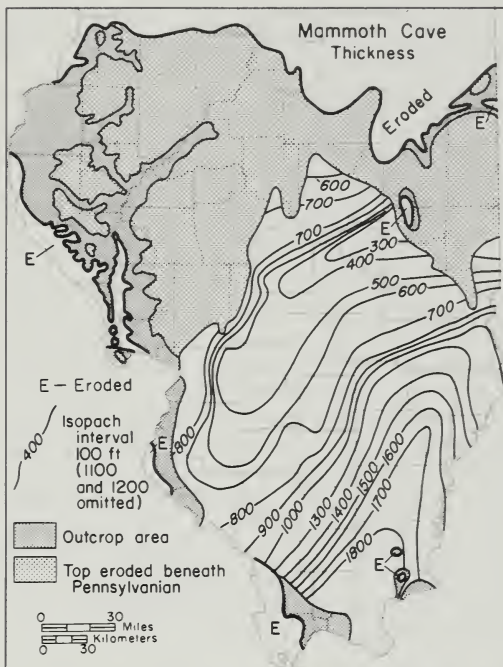 Mammoth Cave
Thickness
Eroded
E
600
700
E
700
300
400
E
500
600
700
E – Eroded
400
Isopach
interval
100 ft
(1100
and 1200
omitted)
800
E
800
900
1000
1300
1400
1500
1600
1700
1800
E
E
Outcrop area
Top eroded beneath
Pennsylvanian
0 30
Miles
Kilometers
0 30